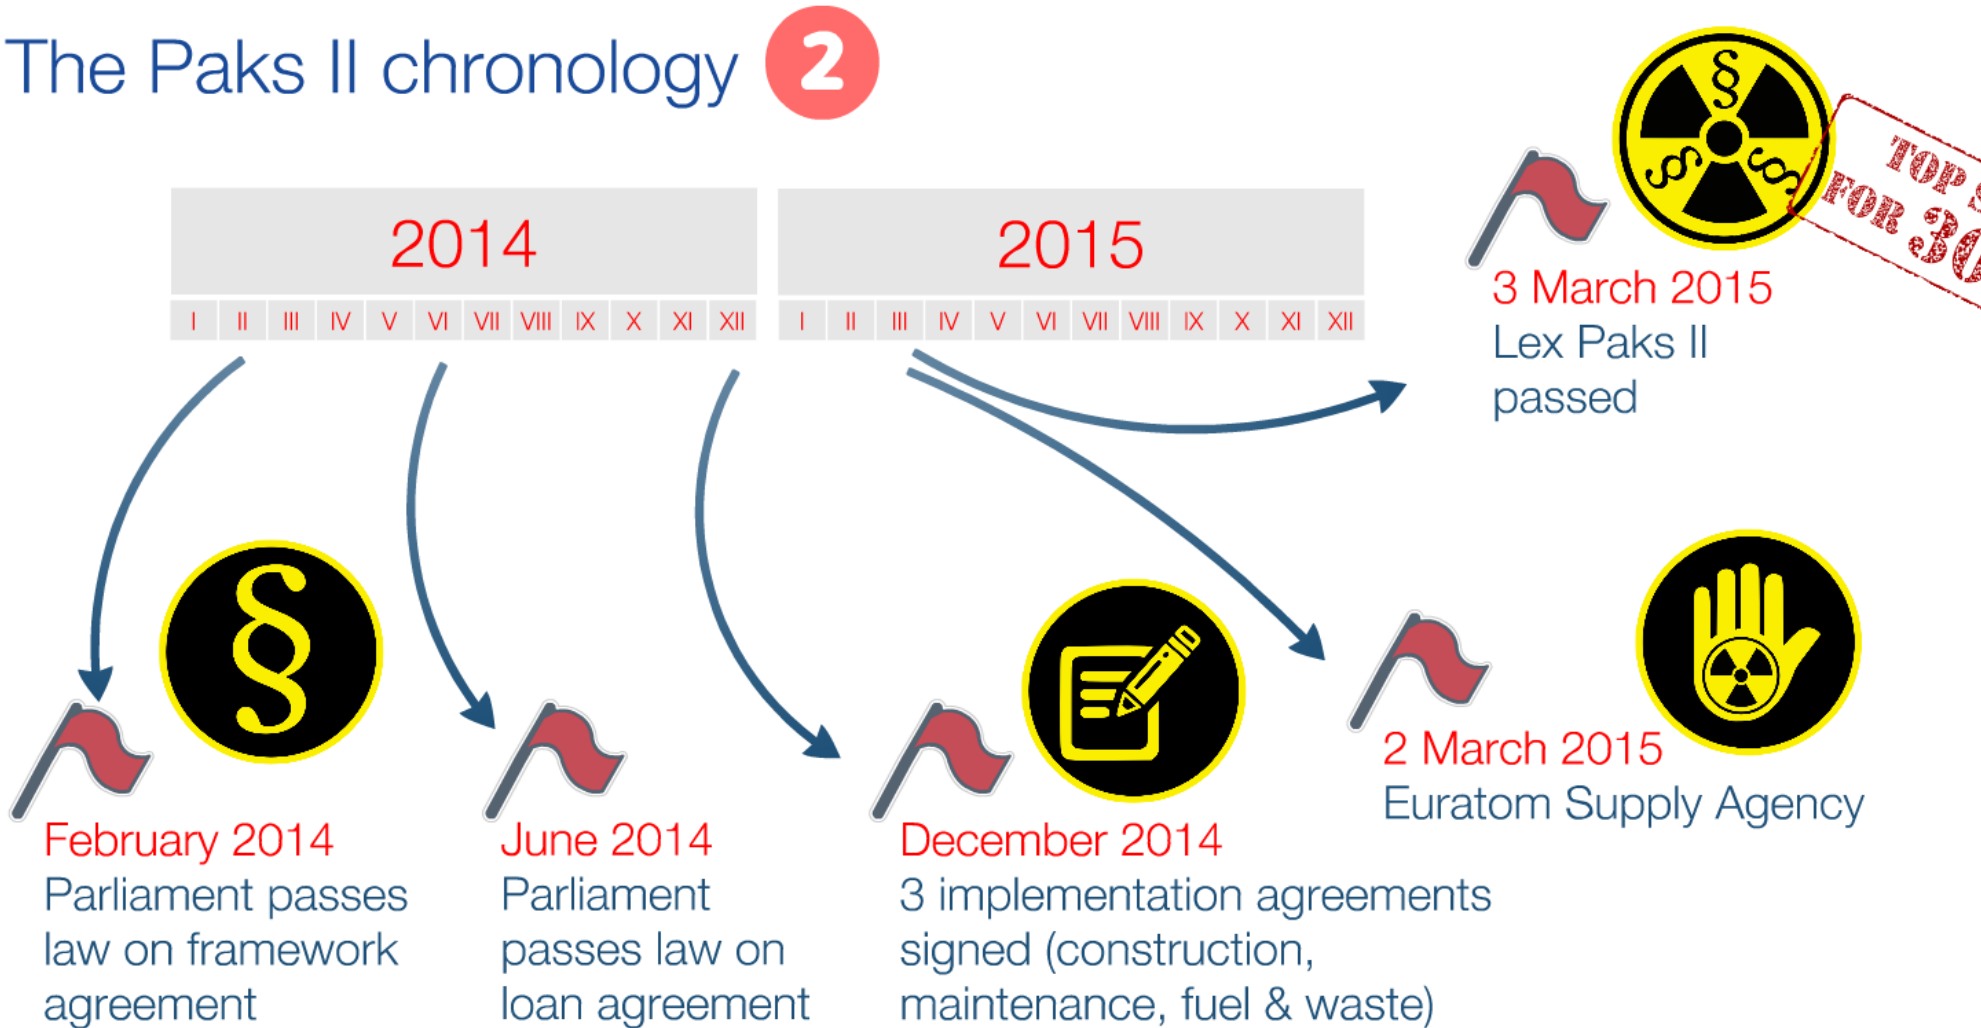 The Paks II chronology 2
2014
2015
I II III IV V VI VII VIII IX X XI XII
I II III IV V VI VII VIII IX X XI XII
§ § §
TOP
FOR
3 March 2015
Lex Paks II
passed
§
2 March 2015
Euratom Supply Agency
February 2014
Parliament passes
law on framework
agreement
June 2014
Parliament
passes law on
loan agreement
December 2014
3 implementation agreements
signed (construction,
maintenance, fuel & waste)